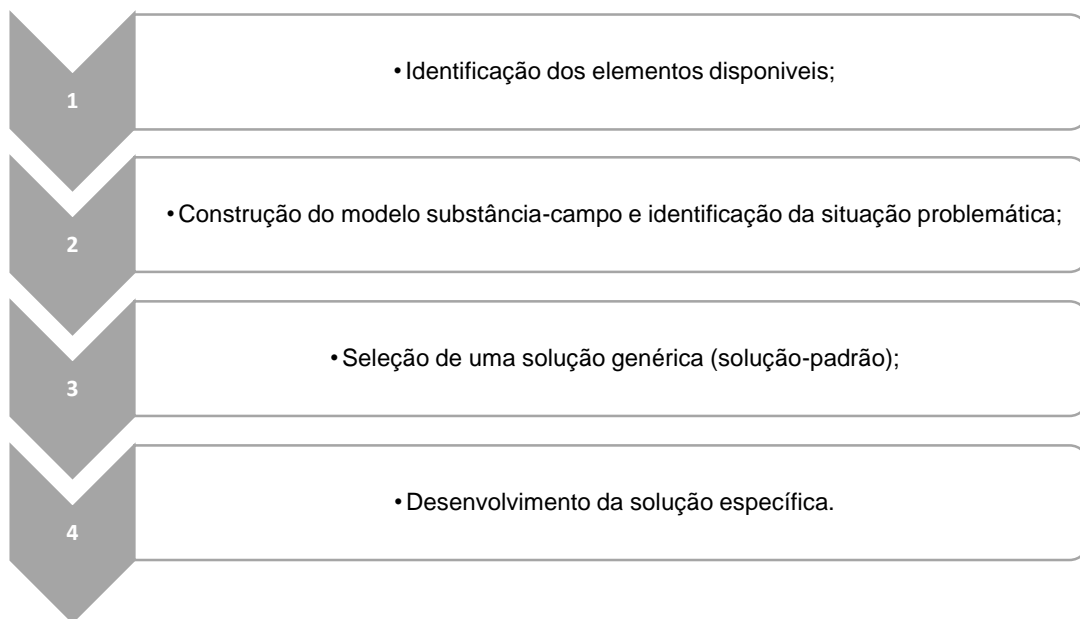 1
• Identificação dos elementos disponiveis;
2
• Construção do modelo substância-campo e identificação da situação problemática;
3
• Seleção de uma solução genérica (solução-padrão);
4
• Desenvolvimento da solução específica.